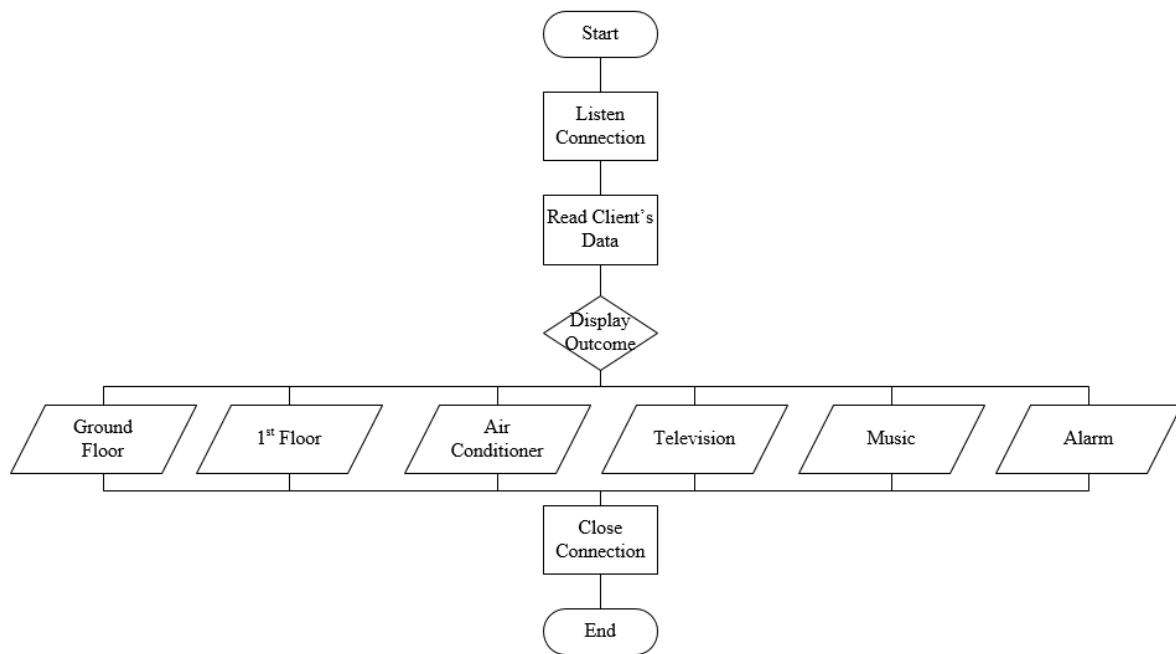 Start
Listen
Connection
Read Client’s
Data
Display
Outcome
Ground
Floor
1st Floor
Air
Conditioner
Television
Music
Alarm
Close
Connection
End